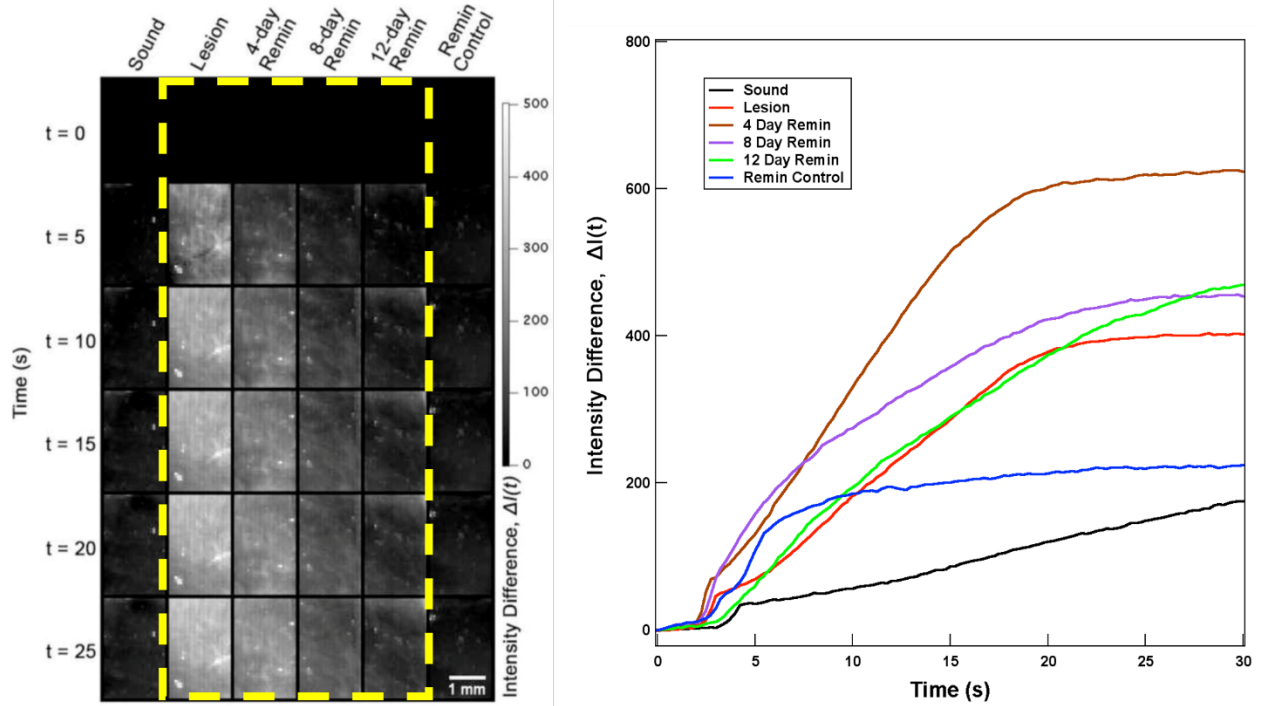 Sound
Lesion
4-day
Remin
8-day
Remin
12-day
Remin
Remin
Control
Time (s)
t = 0
t = 5
t = 10
t = 15
t = 20
t = 25
500
400
300
200
100
0
Intensity Difference, ΔI(t)
1 mm
Intensity Difference, ΔI(t)
800
600
400
200
0
Sound
Lesion
4 Day Remin
8 Day Remin
12 Day Remin
Remin Control
0 5 10 15 20 25 30
Time (s)